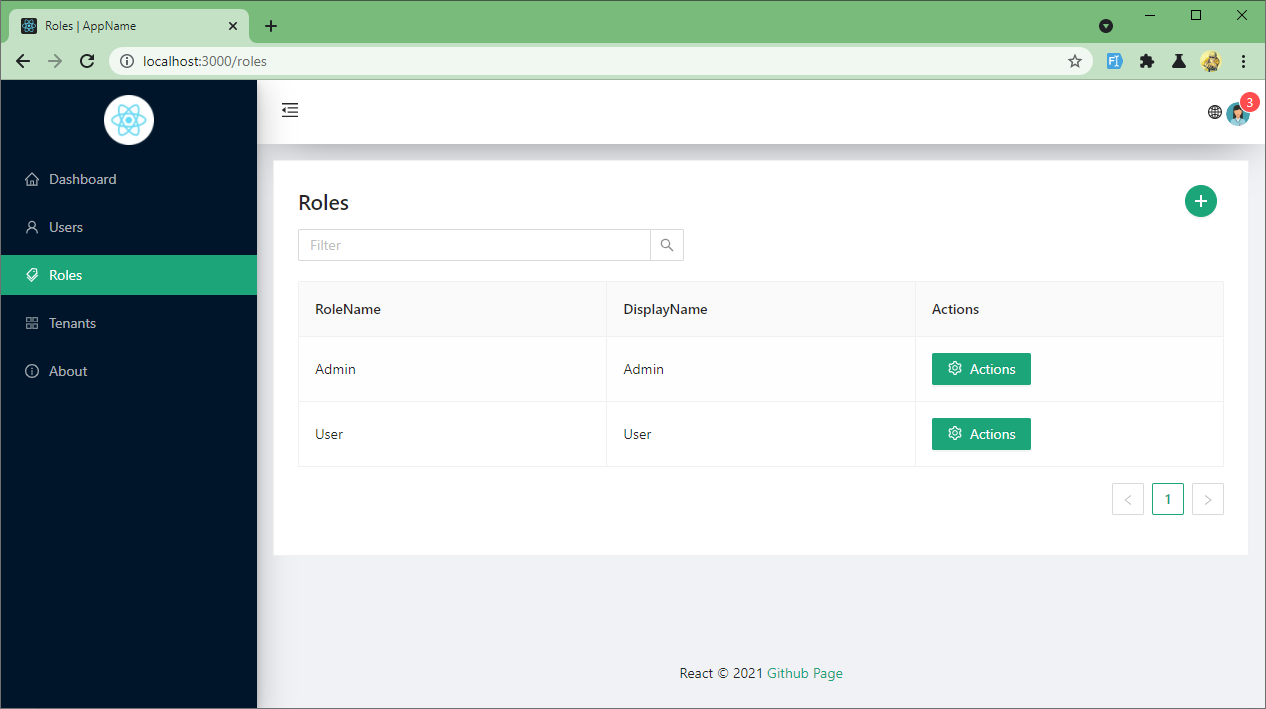 Roles | AppName
localhost:3000/roles
3
Dashboard
Users
Roles
Tenants
About
Roles
Filter
RoleName DisplayName Actions
Admin Admin Actions
User User Actions
< 1 >
React © 2021 Github Page